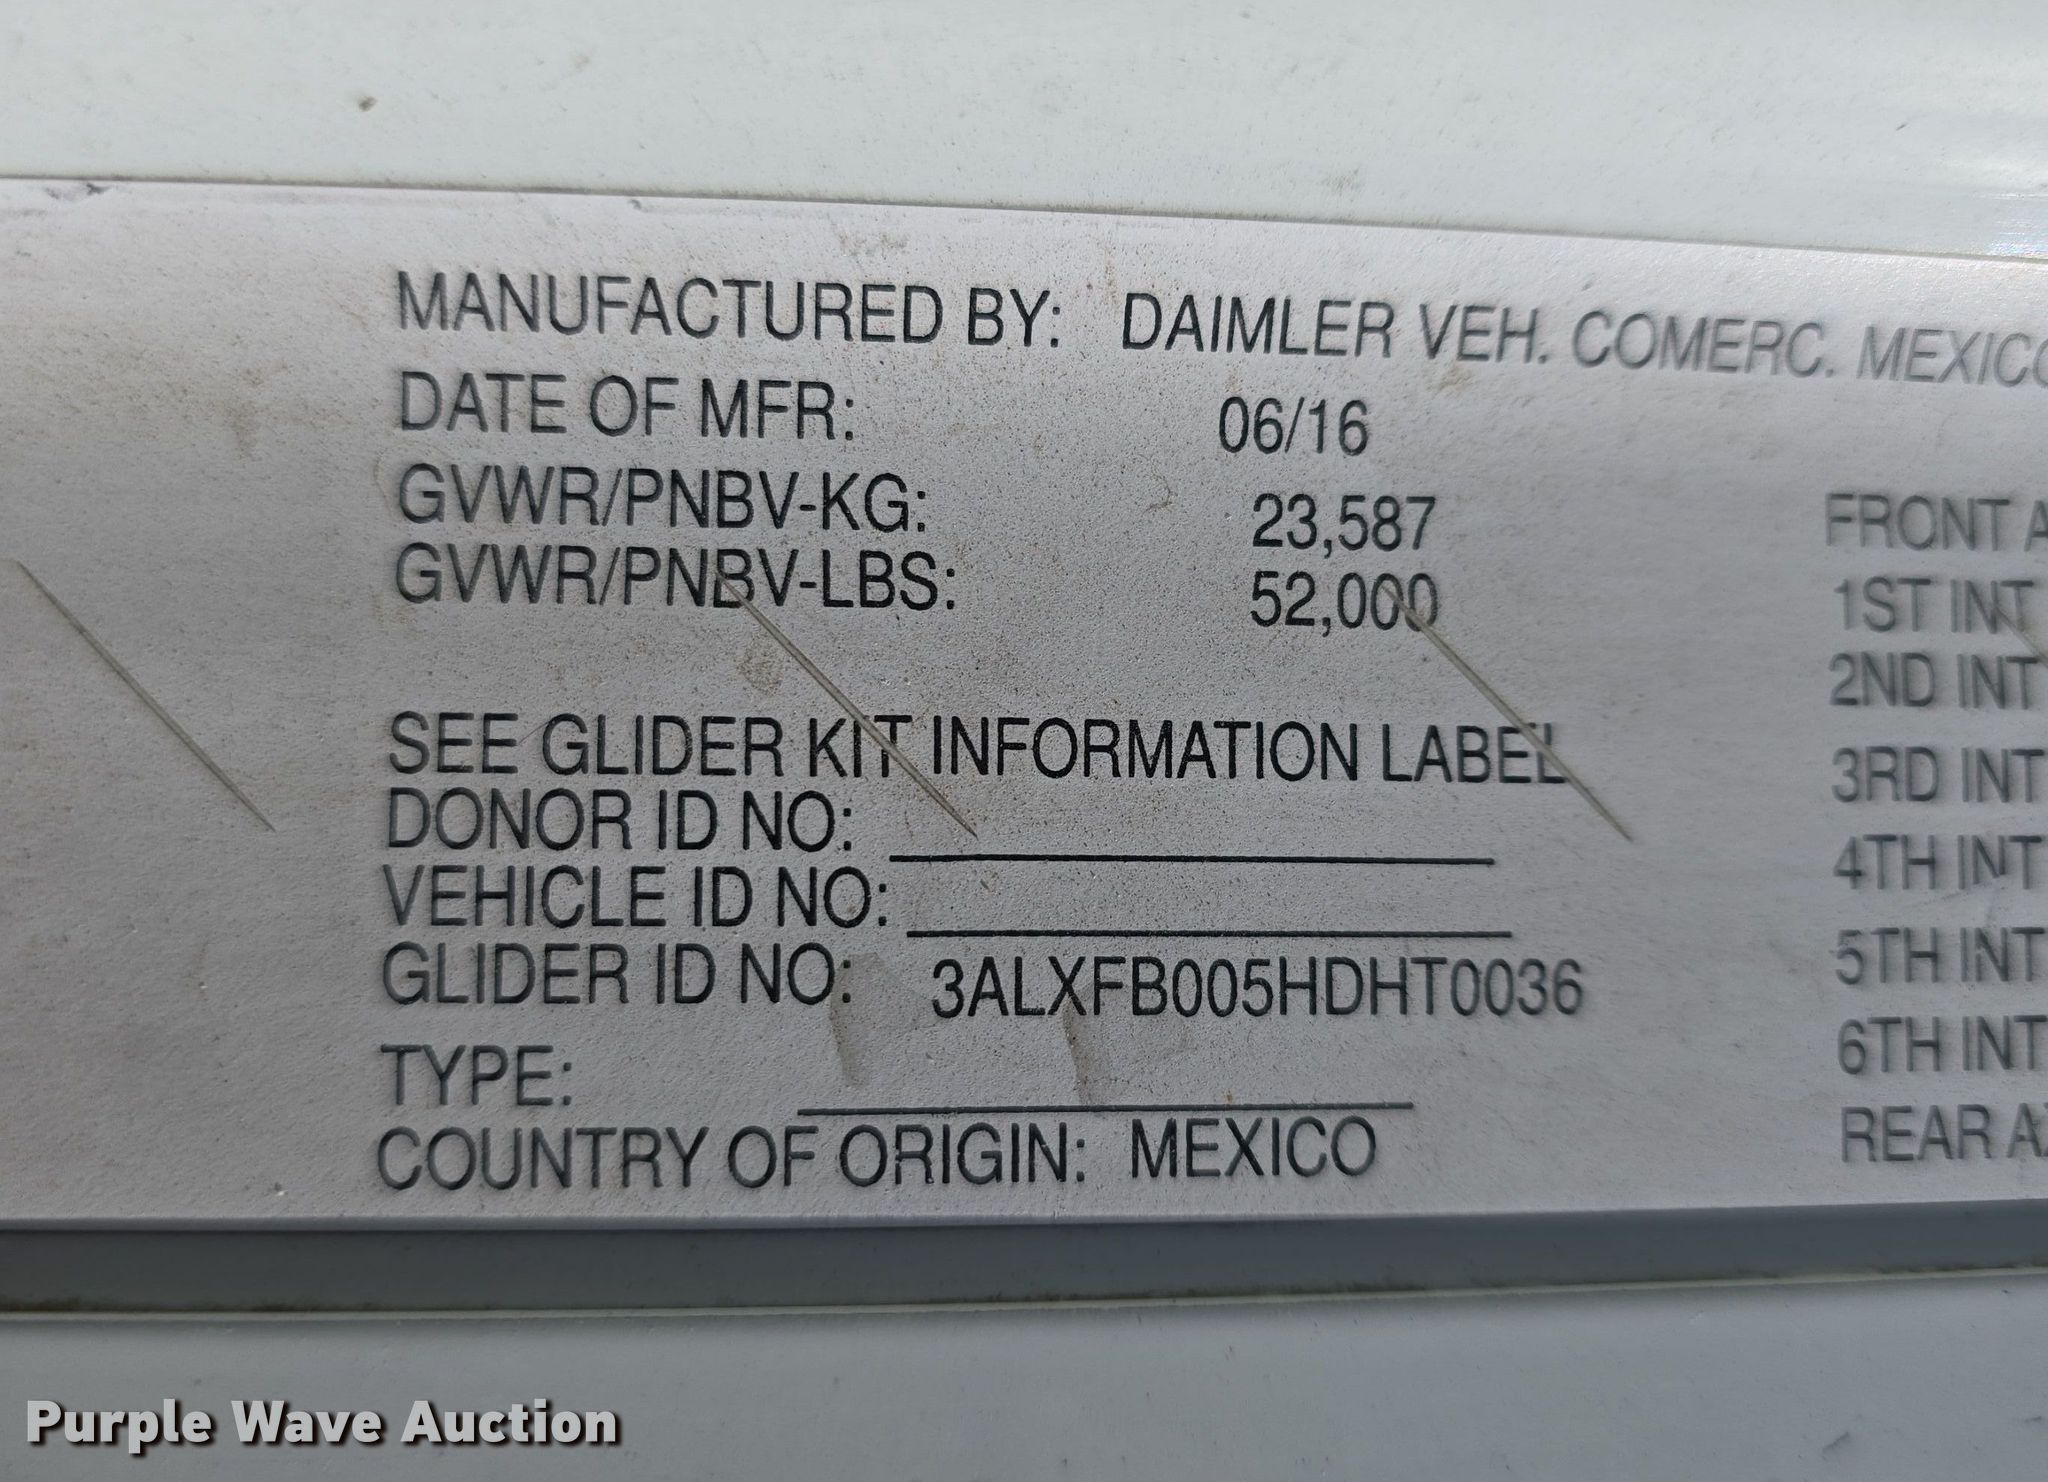 MANUFACTURED BY: DAIMLER VEH. COMERC. MEXICO
DATE OF MFR: 06/16
GVWR/PNBV-KG: 23,587
GVWR/PNBV-LBS: 52,000
SEE GLIDER KIT INFORMATION LABEL
DONOR ID NO:
VEHICLE ID NO:
GLIDER ID NO: 3ALXFB005HDHT0036
TYPE:
COUNTRY OF ORIGIN: MEXICO
FRONT A
1ST INT
2ND INT
3RD INT
4TH INT
5TH INT
6TH INT
REAR
Purple Wave Auction